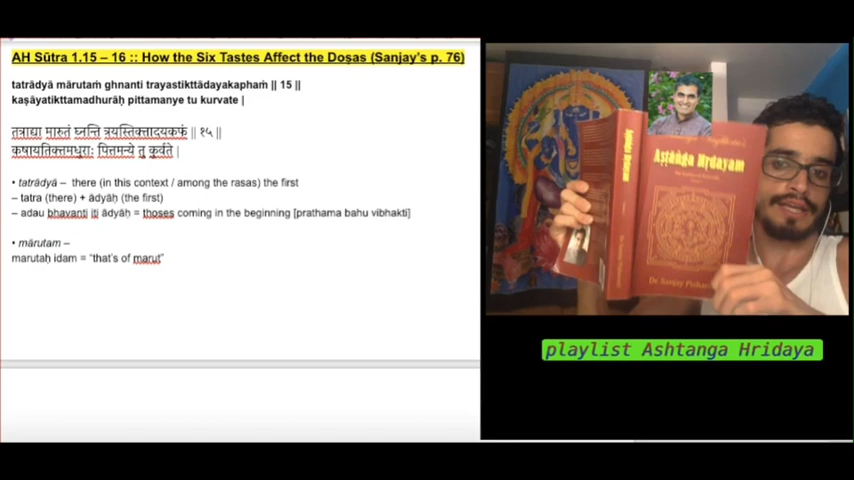 AH Sūtra 1.15 – 16 :: How the Six Tastes Affect the Doṣas (Sanjay's p. 76)
tatrādyā mārutaṁ ghnanti trayastikttādayakaphaṁ || 15 ||
kaṣāyatikttamadhurāḥ pittamanye tu kurvate |
तत्राद्या मारुतं घ्नन्ति त्रयस्तिक्तादयकफं || १५ ||
कषायतिक्तमधुराः पित्तमन्ये तु कुर्वते |
• tatrādyā – there (in this context / among the rasas) the first
– tatra (there) + ādyāḥ (the first)
– adau bhavanti iti ādyāḥ = thoses coming in the beginning [prathama bahu vibhakti]
• mārutam –
marutaḥ idam = "that's of marut"
Aṣṭāṅga Hṛdayam
Aṣṭāṅga Hṛdayam
Dr Sanjay
playlist Ashtanga Hridaya